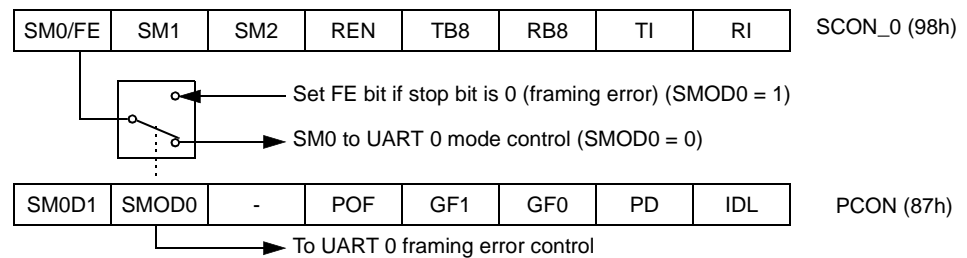 SM0/FE SM1 SM2 REN TB8 RB8 TI RI SCON_0 (98h)
Set FE bit if stop bit is 0 (framing error) (SMOD0 = 1)
SM0 to UART 0 mode control (SMOD0 = 0)
SM0D1 SMOD0 - POF GF1 GF0 PD IDL PCON (87h)
To UART 0 framing error control